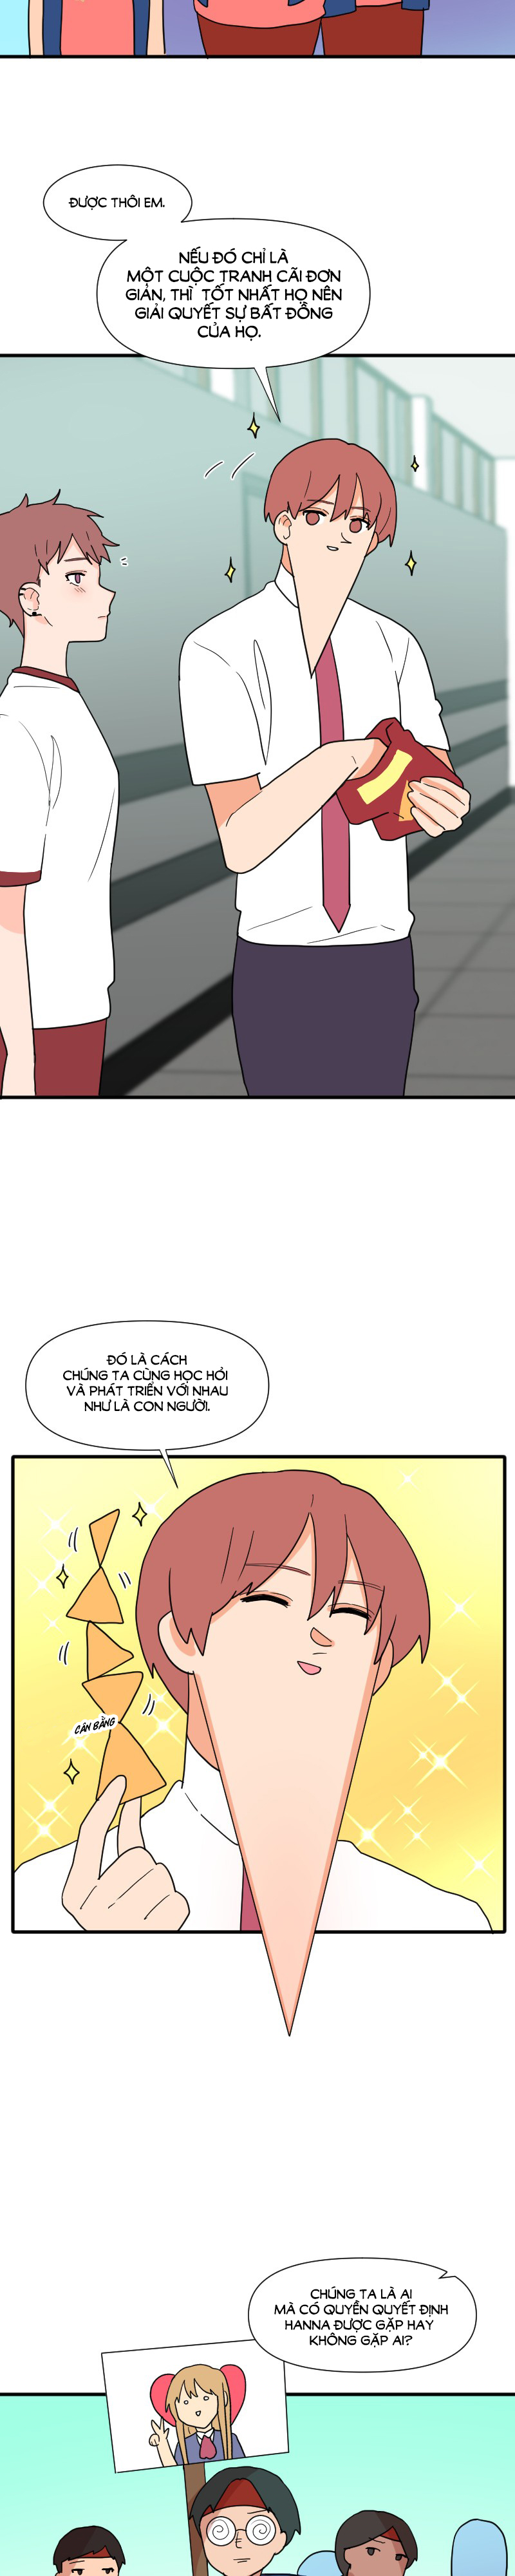 ĐƯỢC THÔI EM.
NẾU ĐÓ CHỈ LÀ
MỘT CUỘC TRANH CÃI ĐƠN
GIẢN, THÌ TỐT NHẤT HỌ NÊN
GIẢI QUYẾT SỰ BẤT ĐỒNG
CỦA HỌ.
ĐÓ LÀ CÁCH
CHÚNG TA CÙNG HỌC HỎI
VÀ PHÁT TRIỂN VỚI NHAU
NHƯ LÀ CON NGƯỜI.
CÂN BẰNG
CHÚNG TA LÀ AI
MÀ CÓ QUYỀN QUYẾT ĐỊNH
HANNA ĐƯỢC GẶP HAY
KHÔNG GẶP AI?